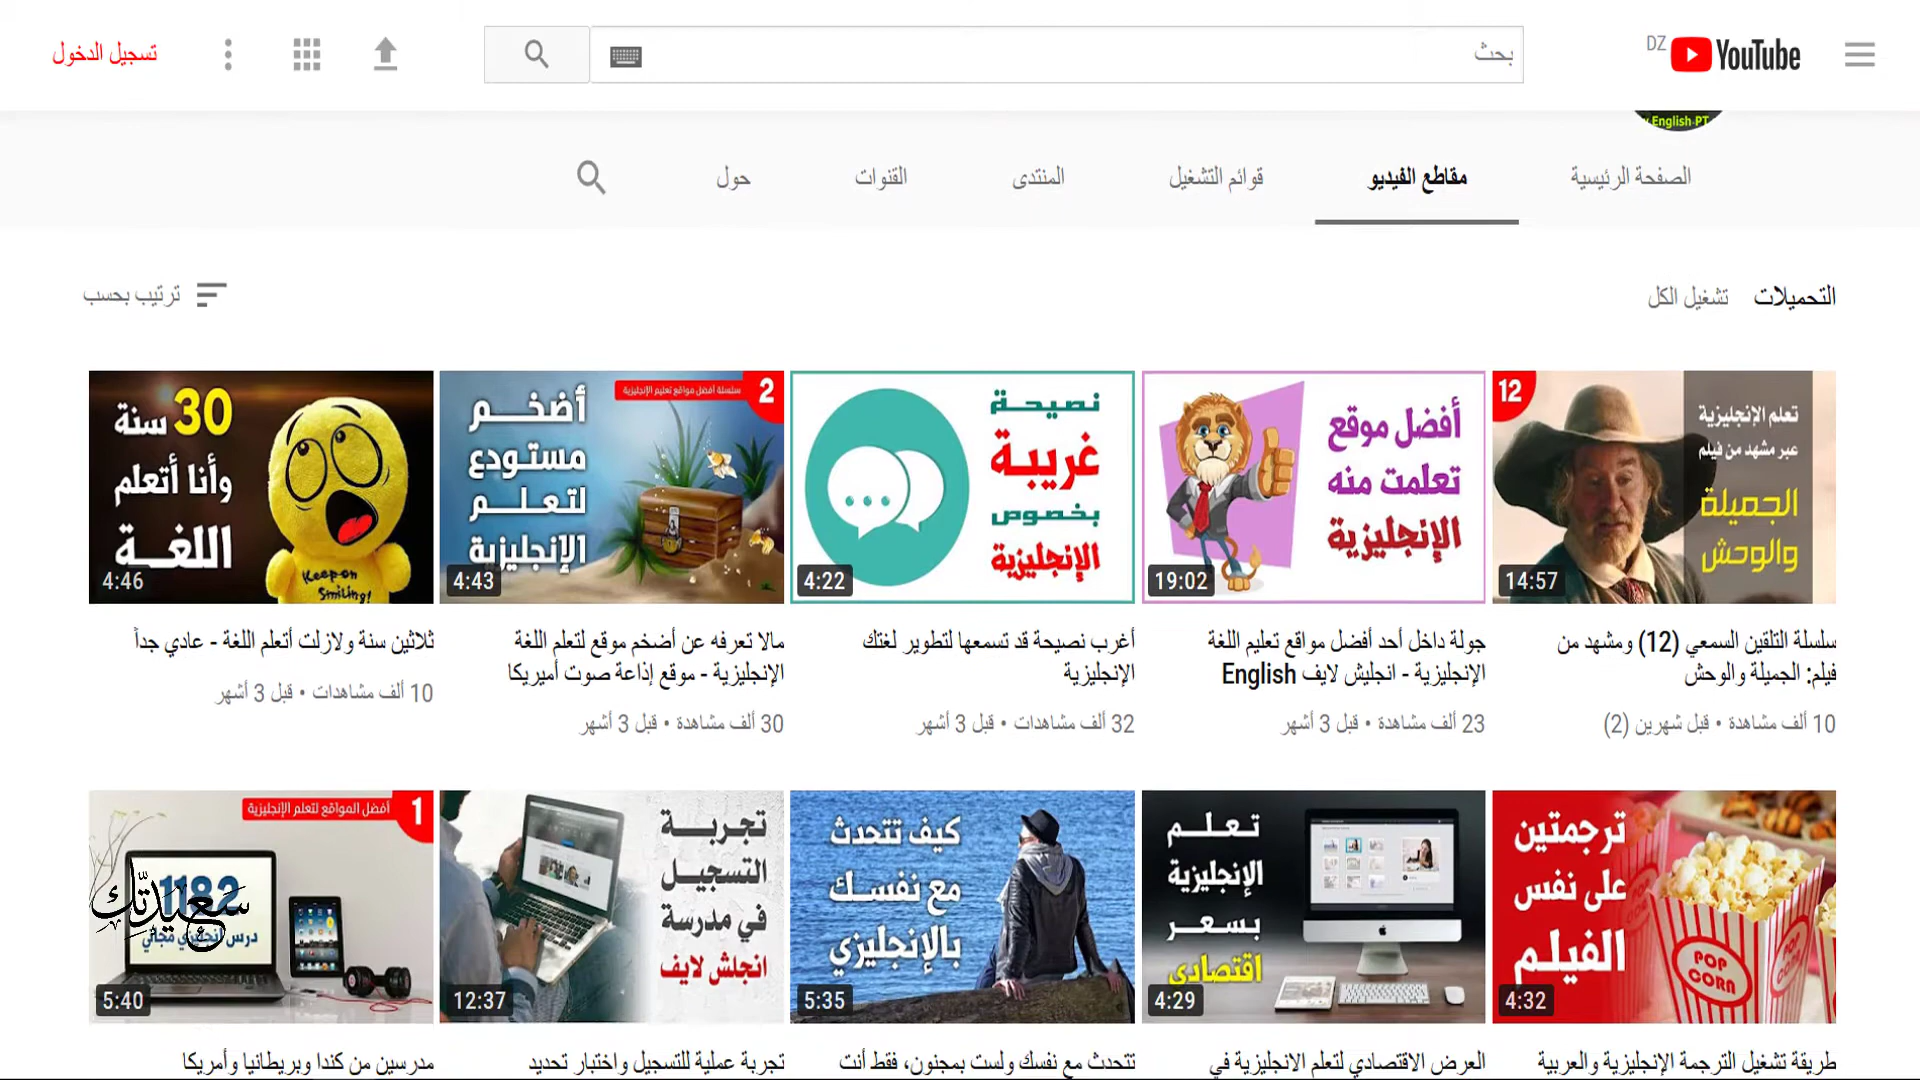 DZ YouTube
بحث
تسجيل الدخول
English-PT
الصفحة الرئيسية
مقاطع الفيديو
قوائم التشغيل
المنتدى
القنوات
حول
التحميلات
تشغيل الكل
ترتيب بحسب
12
تعلم الإنجليزية
عبر مشهد من فيلم
الجميلة
والوحش
14:57
سلسلة التلقين السمعي (12) ومشهد من
فيلم: الجميلة والوحش
10 ألف مشاهدة • قبل شهرين (2)
أفضل موقع
تعلمت منه
الإنجليزية
19:02
جولة داخل أحد أفضل مواقع تعليم اللغة
الإنجليزية - انجليش لايف English
23 ألف مشاهدة • قبل 3 أشهر
نصيحة
غريبة
بخصوص
الإنجليزية
4:22
أغرب نصيحة قد تسمعها لتطوير لغتك
الإنجليزية
32 ألف مشاهدات • قبل 3 أشهر
2
سلسلة أفضل مواقع تعليم الإنجليزية
أضخم
مستودع
لتعلم
الإنجليزية
4:43
مالا تعرفه عن أضخم موقع لتعلم اللغة
الإنجليزية - موقع إذاعة صوت أميريكا
30 ألف مشاهدة • قبل 3 أشهر
30 سنة
وأنا أتعلم
اللغة
Keep on
Smiling!
4:46
ثلاثين سنة ولازلت أتعلم اللغة - عادي جداً
10 ألف مشاهدات • قبل 3 أشهر
ترجمتين
على نفس
الفيلم
POP
CORN
4:32
طريقة تشغيل الترجمة الإنجليزية والعربية
تعلم
الإنجليزية
بسعر
اقتصادي
4:29
العرض الاقتصادي لتعلم الانجليزية في
كيف تتحدث
مع نفسك
بالإنجليزي
5:35
تتحدث مع نفسك ولست بمجنون، فقط أنت
تجربة
التسجيل
في مدرسة
انجلش لايف
12:37
تجربة عملية للتسجيل واختبار تحديد
1
أفضل المواقع لتعلم الإنجليزية
1182
درس إنجليزي مجاني
سعيدتك
5:40
مدرسين من كندا وبريطانيا وأمريكا